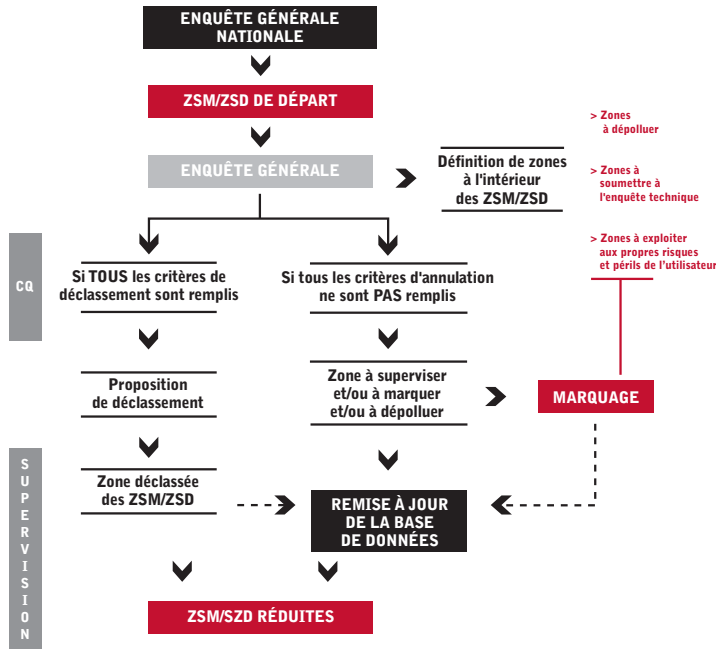 ENQUÊTE GÉNÉRALE
NATIONALE
ZSM/ZSD DE DÉPART
ENQUÊTE GÉNÉRALE
Définition de zones
à l'intérieur
des ZSM/ZSD
> Zones
à dépolluer
> Zones à
soumettre à
l'enquête technique
> Zones à exploiter
aux propres risques
et périls de l'utilisateur
CQ
Si TOUS les critères de
déclassement sont remplis
Si tous les critères d'annulation
ne sont PAS remplis
Proposition
de déclassement
Zone à superviser
et/ou à marquer
et/ou à dépolluer
MARQUAGE
SUPERVISION
Zone déclassée
des ZSM/ZSD
REMISE À JOUR
DE LA BASE
DE DONNÉES
ZSM/SZD RÉDUITES